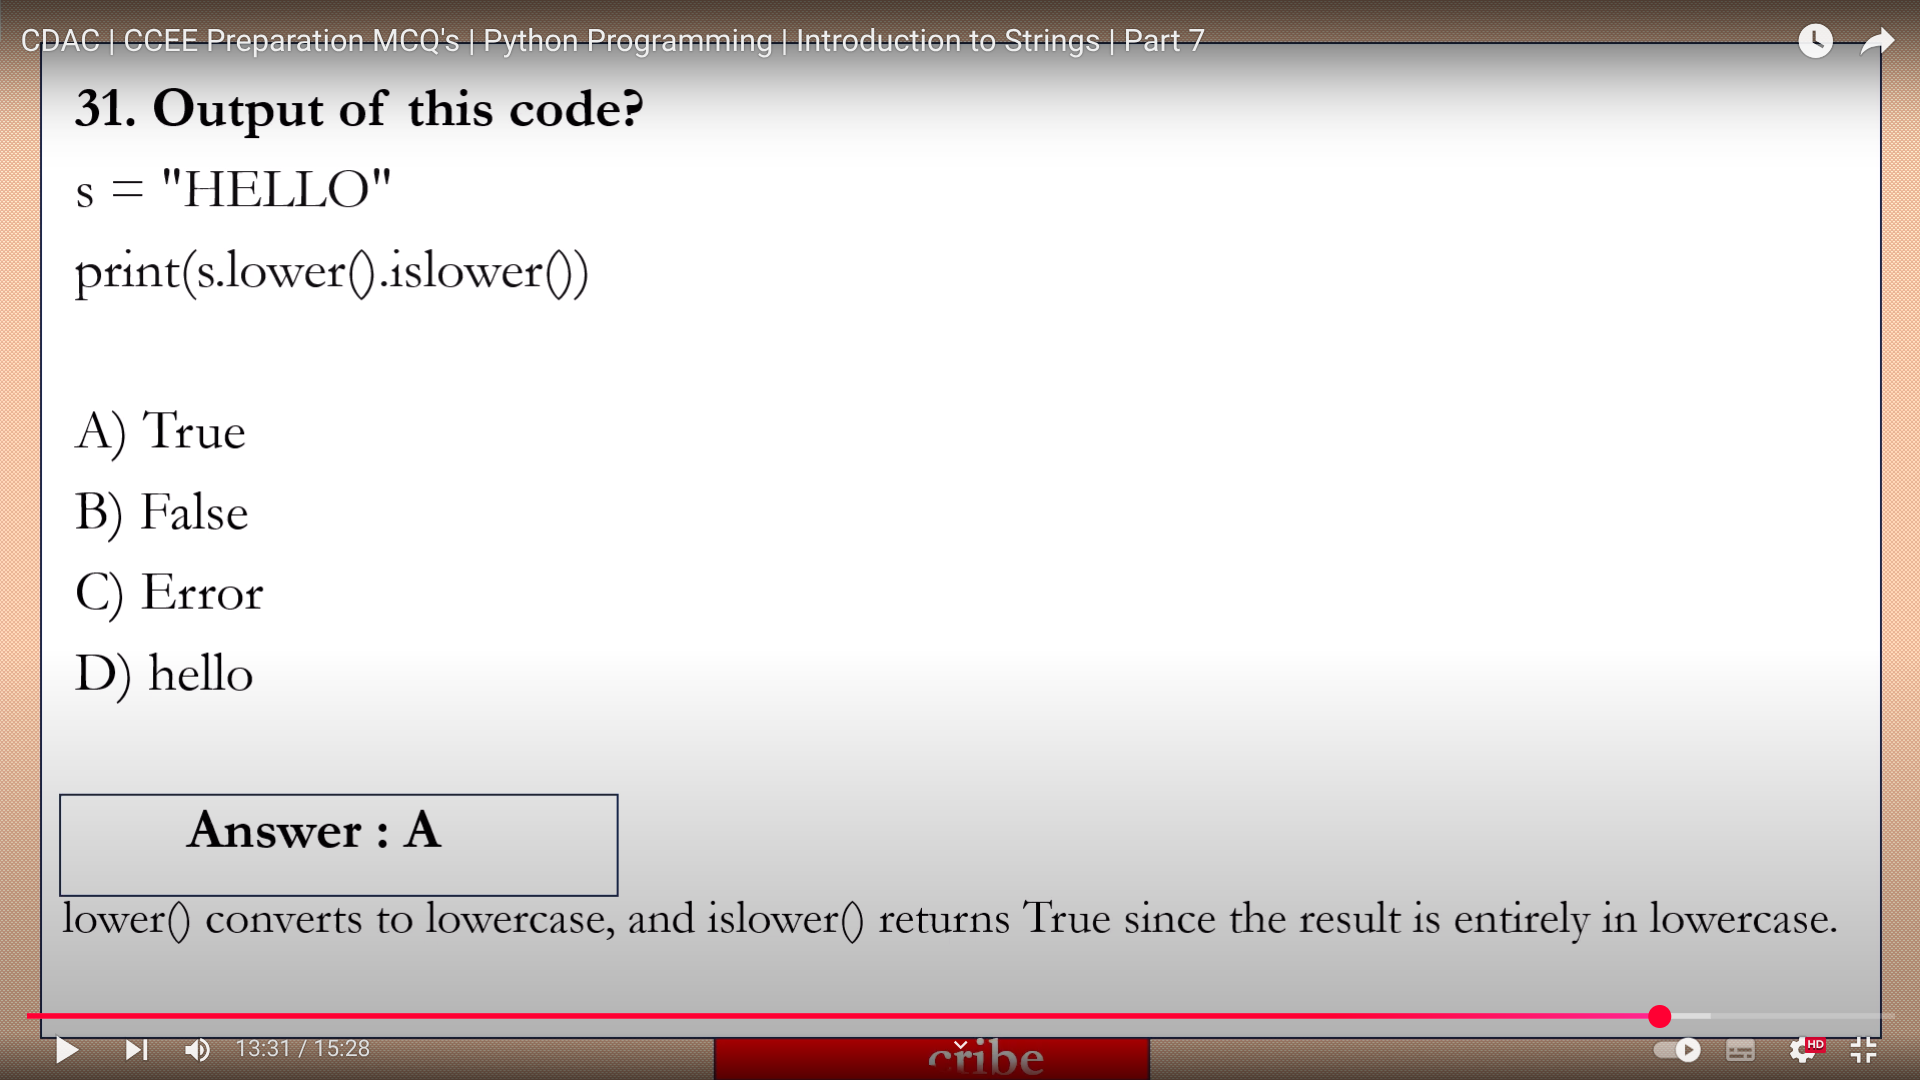 CDAC | CCEE Preparation MCQ's | Python Programming | Introduction to Strings | Part 7
31. Output of this code?
s = "HELLO"
print(s.lower().islower())
A) True
B) False
C) Error
D) hello
Answer : A
lower() converts to lowercase, and islower() returns True since the result is entirely in lowercase.
13:31 / 15:28
HD
cribe